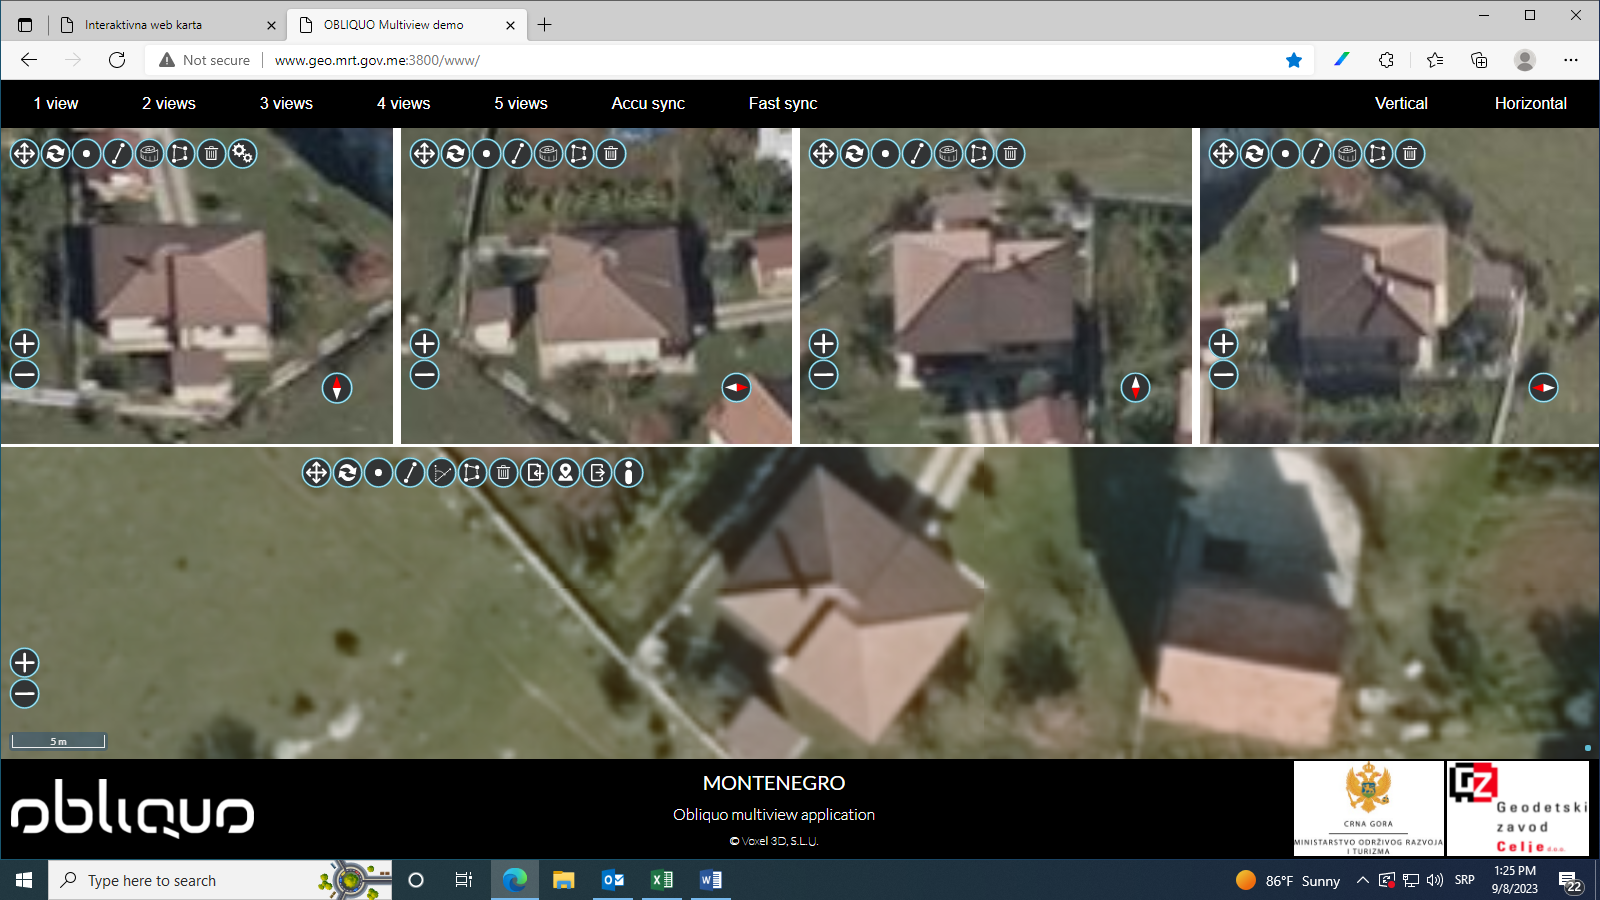 Interaktivna web karta
OBLIQUO Multiview demo
Not secure
www.geo.mrt.gov.me:3800/www/
1 view
2 views
3 views
4 views
5 views
Accu sync
Fast sync
Vertical
Horizontal
5 m
obliquo
MONTENEGRO
Obliquo multiview application
© Voxel 3D, S.L.U.
CRNA GORA
MINISTARSTVO ODRŽIVOG RAZVOJA
I TURIZMA
GZ
Geodetski
zavod
Celje d.o.o.
Type here to search
86°F Sunny
SRP
1:25 PM
9/8/2023
22